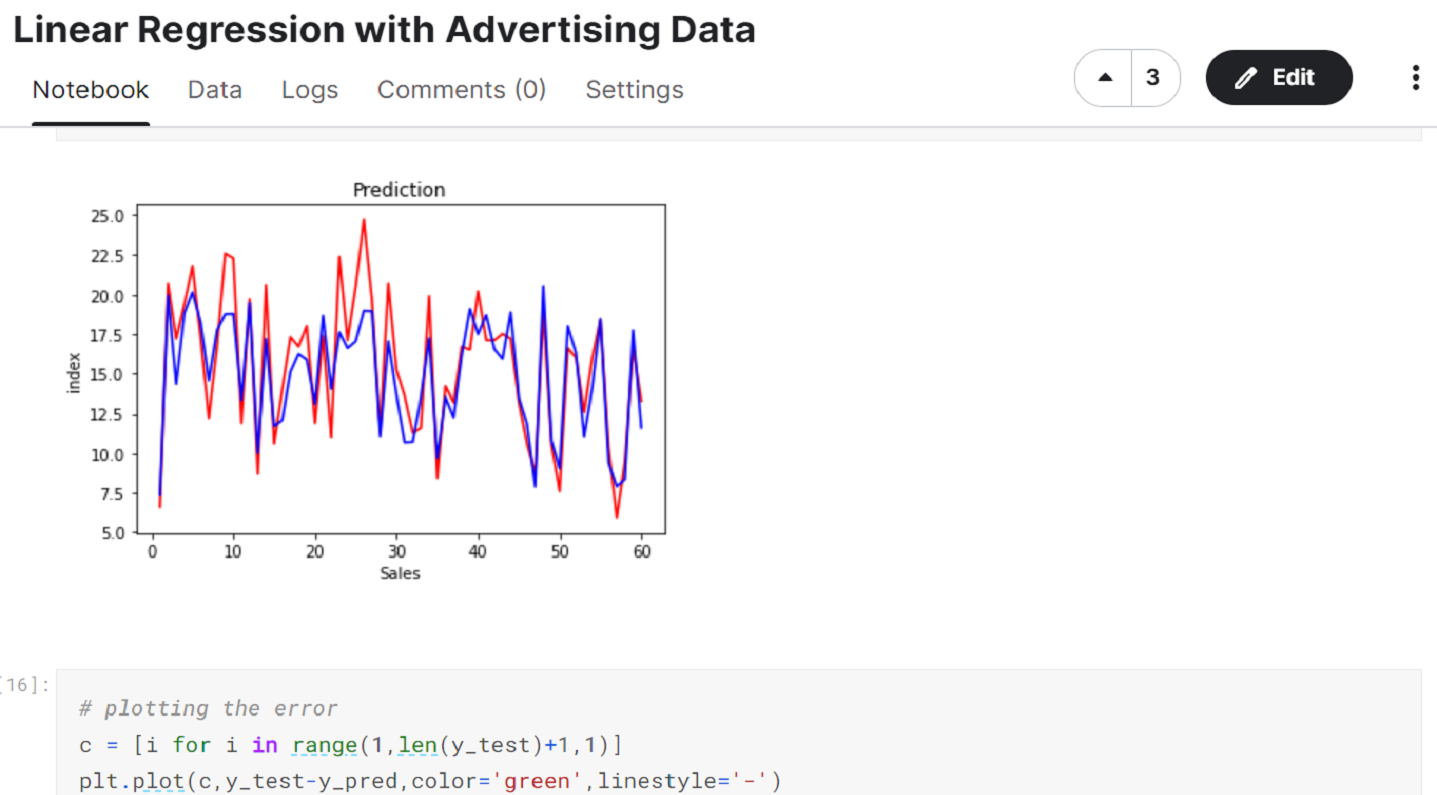 Linear Regression with Advertising Data
Notebook Data Logs Comments (0) Settings
3 Edit
Prediction
25.0
22.5
20.0
17.5
15.0
12.5
10.0
7.5
5.0
index
0 10 20 30 40 50 60
Sales
[16]:
# plotting the error
c = [i for i in range(1,len(y_test)+1,1)]
plt.plot(c,y_test-y_pred,color='green',linestyle='-')